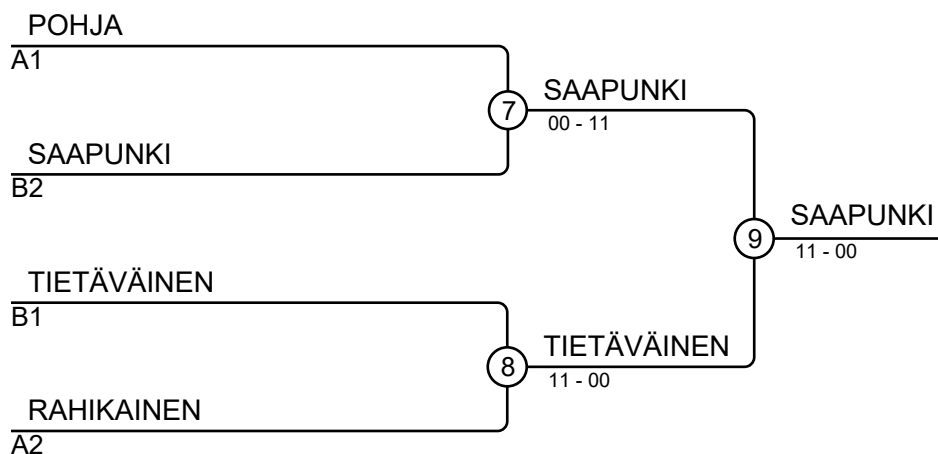 POHJA
A1
7
SAAPUNKI
00 - 11
SAAPUNKI
B2
9
SAAPUNKI
11 - 00
TIETÄVÄINEN
B1
8
TIETÄVÄINEN
11 - 00
RAHIKAINEN
A2